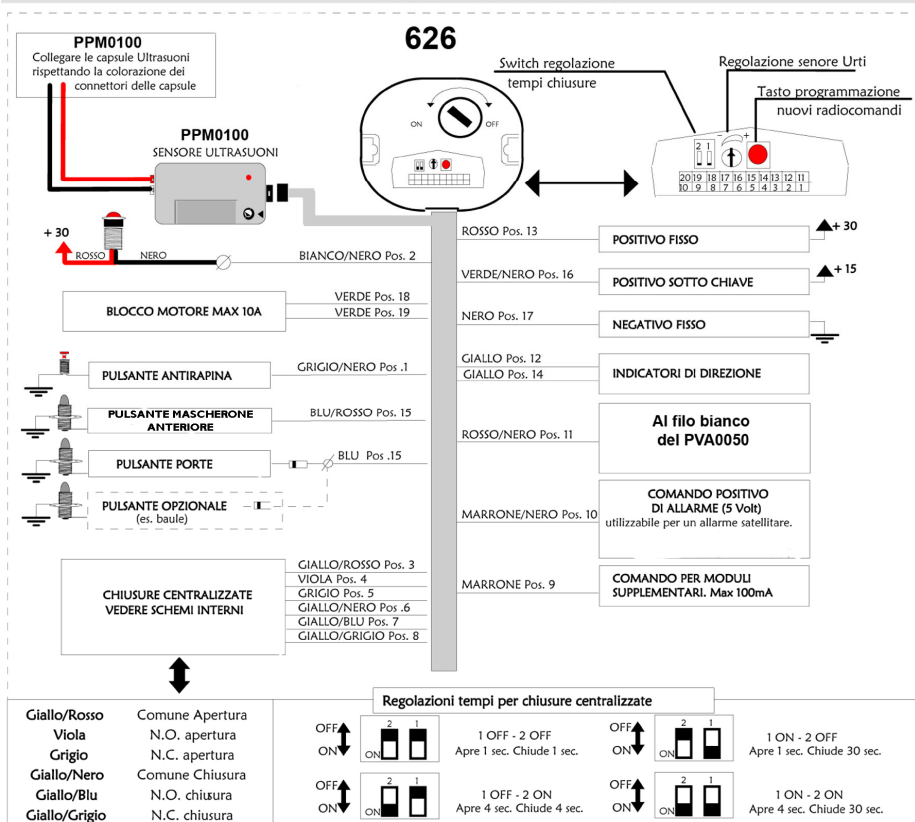 626
PPM0100
Collegare le capsule Ultrasuoni
rispettando la colorazione dei
connettori delle capsule
PPM0100
SENSORE ULTRASUONI
ON
OFF
Switch regolazione
tempi chiusure
Regolazione senore Urti
Tasto programmazione
nuovi radiocomandi
2 1
- +
20 19 18 17 16 15 14 13 12 11
10 9 8 7 6 5 4 3 2 1
+ 30
ROSSO
NERO
BIANCO/NERO Pos. 2
BLOCCO MOTORE MAX 10A
VERDE Pos. 18
VERDE Pos. 19
PULSANTE ANTIRAPINA
GRIGIO/NERO Pos .1
PULSANTE MASCHERONE
ANTERIORE
BLU/ROSSO Pos. 15
PULSANTE PORTE
BLU Pos .15
PULSANTE OPZIONALE
(es. baule)
CHIUSURE CENTRALIZZATE
VEDERE SCHEMI INTERNI
GIALLO/ROSSO Pos. 3
VIOLA Pos. 4
GRIGIO Pos. 5
GIALLO/NERO Pos .6
GIALLO/BLU Pos. 7
GIALLO/GRIGIO Pos. 8
ROSSO Pos. 13
POSITIVO FISSO
+ 30
VERDE/NERO Pos. 16
POSITIVO SOTTO CHIAVE
+ 15
NERO Pos. 17
NEGATIVO FISSO
GIALLO Pos. 12
GIALLO Pos. 14
INDICATORI DI DIREZIONE
ROSSO/NERO Pos. 11
Al filo bianco
del PVA0050
MARRONE/NERO Pos. 10
COMANDO POSITIVO
DI ALLARME (5 Volt)
utilizzabile per un allarme satellitare.
MARRONE Pos. 9
COMANDO PER MODULI
SUPPLEMENTARI. Max 100mA
Giallo/Rosso Comune Apertura
Viola N.O. apertura
Grigio N.C. apertura
Giallo/Nero Comune Chiusura
Giallo/Blu N.O. chiusura
Giallo/Grigio N.C. chiusura
Regolazioni tempi per chiusure centralizzate
OFF
ON
2 1
ON
1 OFF - 2 OFF
Apre 1 sec. Chiude 1 sec.
OFF
ON
2 1
ON
1 ON - 2 OFF
Apre 1 sec. Chiude 30 sec.
OFF
ON
2 1
ON
1 OFF - 2 ON
Apre 4 sec. Chiude 4 sec.
OFF
ON
2 1
ON
1 ON - 2 ON
Apre 4 sec. Chiude 30 sec.